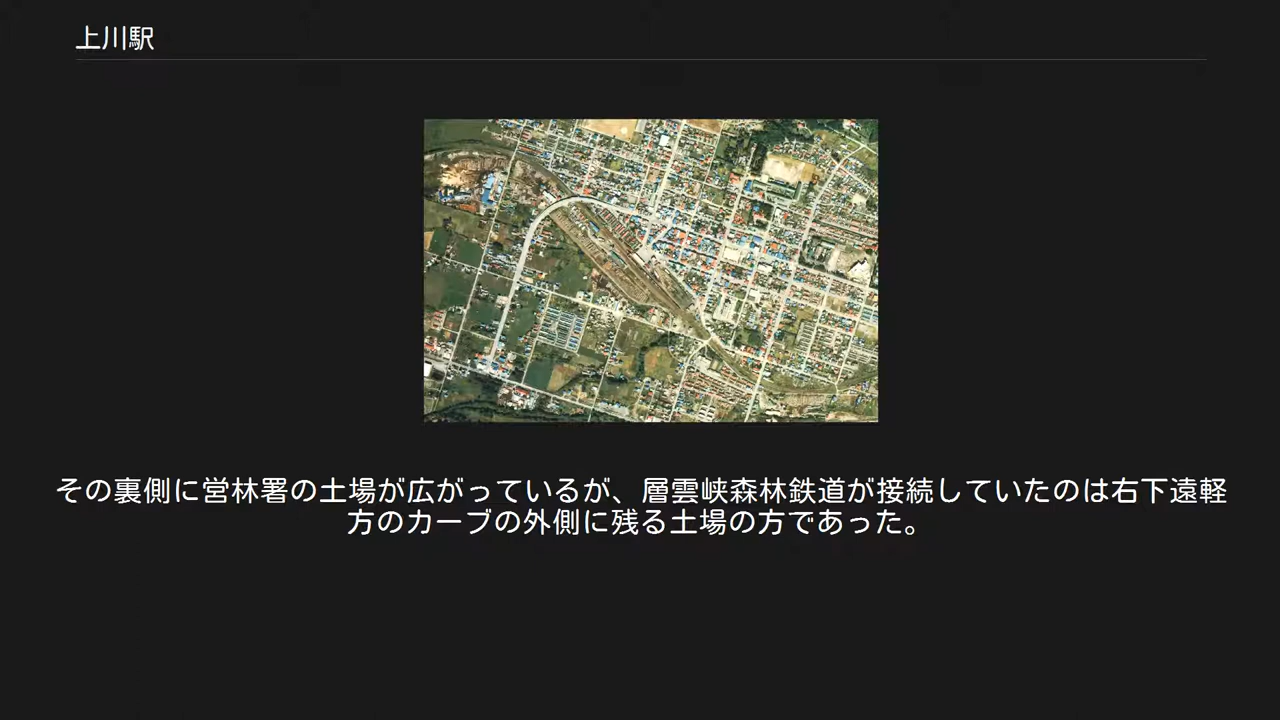 上川駅
その裏側に営林署の土場が広がっているが、層雲峡森林鉄道が接続していたのは右下遠軽
方のカーブの外側に残る土場の方であった。